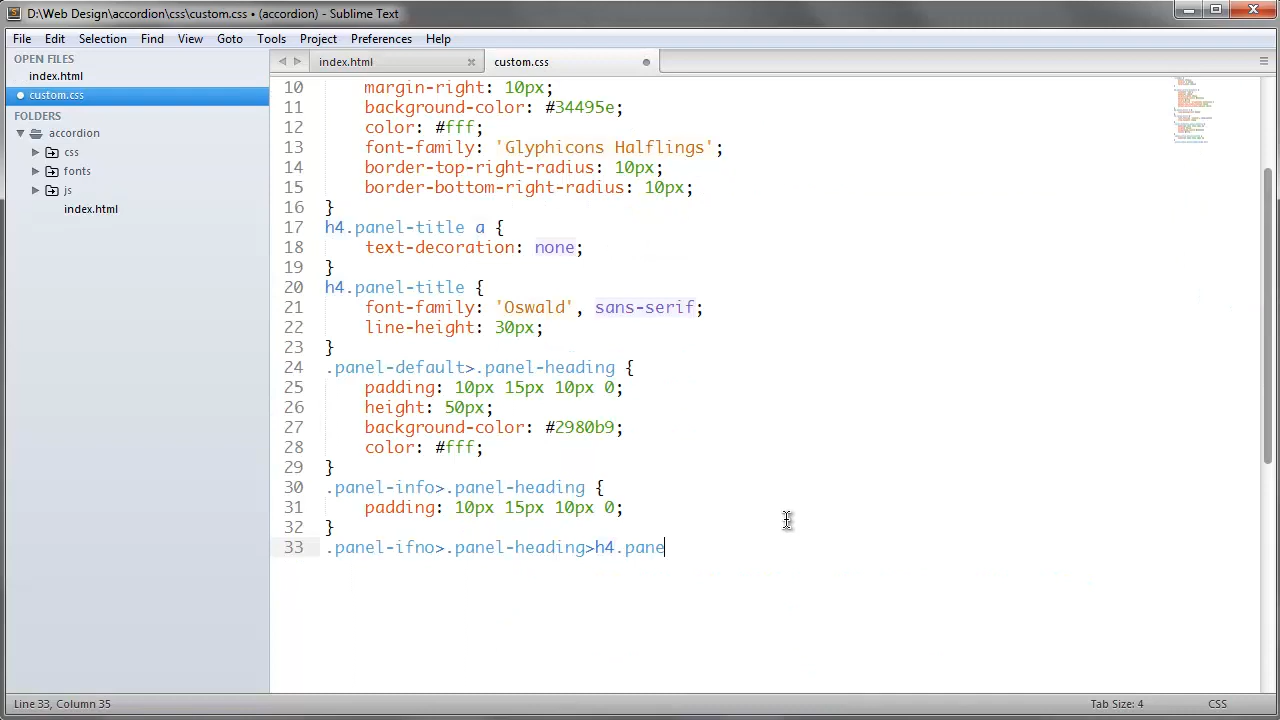 D:\Web Design\accordion\css\custom.css • (accordion) - Sublime Text
File Edit Selection Find View Goto Tools Project Preferences Help
OPEN FILES
index.html
custom.css
FOLDERS
accordion
css
fonts
js
index.html
index.html
custom.css
10 margin-right: 10px;
11 background-color: #34495e;
12 color: #fff;
13 font-family: 'Glyphicons Halflings';
14 border-top-right-radius: 10px;
15 border-bottom-right-radius: 10px;
16 }
17 h4.panel-title a {
18 text-decoration: none;
19 }
20 h4.panel-title {
21 font-family: 'Oswald', sans-serif;
22 line-height: 30px;
23 }
24 .panel-default>.panel-heading {
25 padding: 10px 15px 10px 0;
26 height: 50px;
27 background-color: #2980b9;
28 color: #fff;
29 }
30 .panel-info>.panel-heading {
31 padding: 10px 15px 10px 0;
32 }
33 .panel-ifno>.panel-heading>h4.pane
Line 33, Column 35
Tab Size: 4
CSS